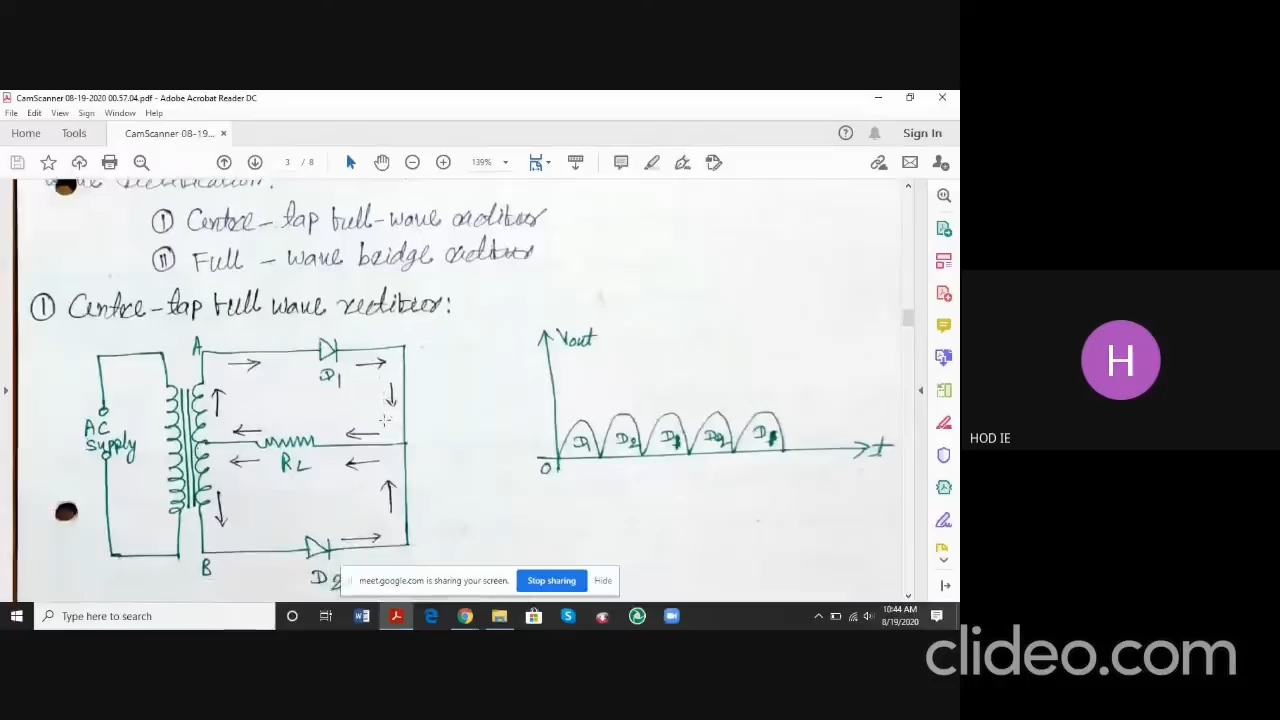 CamScanner 08-19-2020 00.57.04.pdf - Adobe Acrobat Reader DC
File Edit View Sign Window Help
Home Tools CamScanner 08-19... × Sign In
3 / 8 139%
① Centre - tap full - wave rectifier
② Full - wave bridge rectifier
① Centre - tap full wave rectifier:
A
D1
AC
supply
RL
B
D2
Vout
D1 D2 D1 D2 D1
0
t
H
HOD IE
meet.google.com is sharing your screen. Stop sharing Hide
Type here to search
10:44 AM
8/19/2020
clideo.com